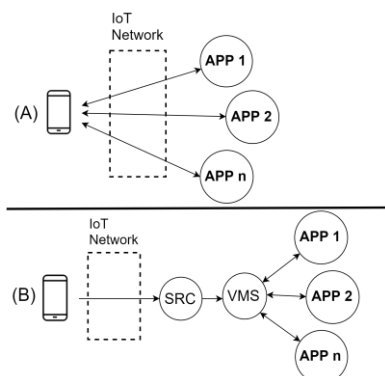 IoT
Network
APP 1
(A)
APP 2
APP n
IoT
Network
APP 1
(B)
SRC
VMS
APP 2
APP n